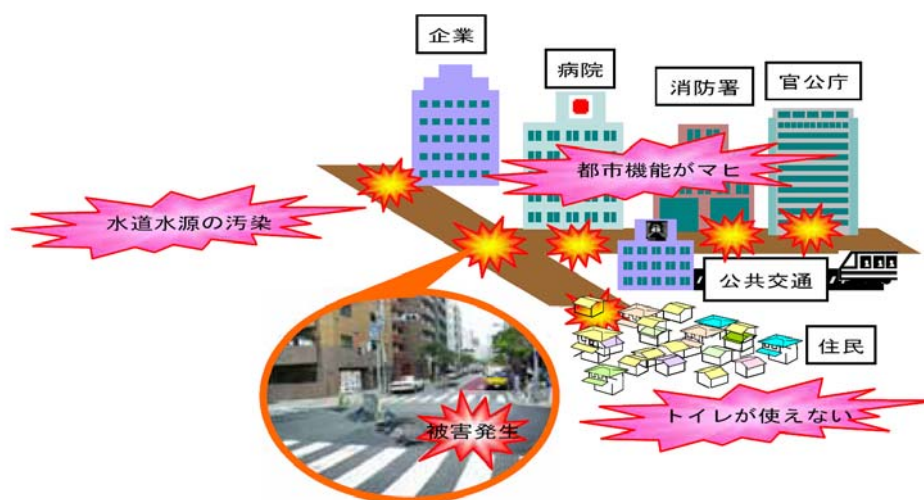 企業
病院
消防署
官公庁
都市機能がマヒ
水道水源の汚染
公共交通
住民
被害発生
トイレが使えない